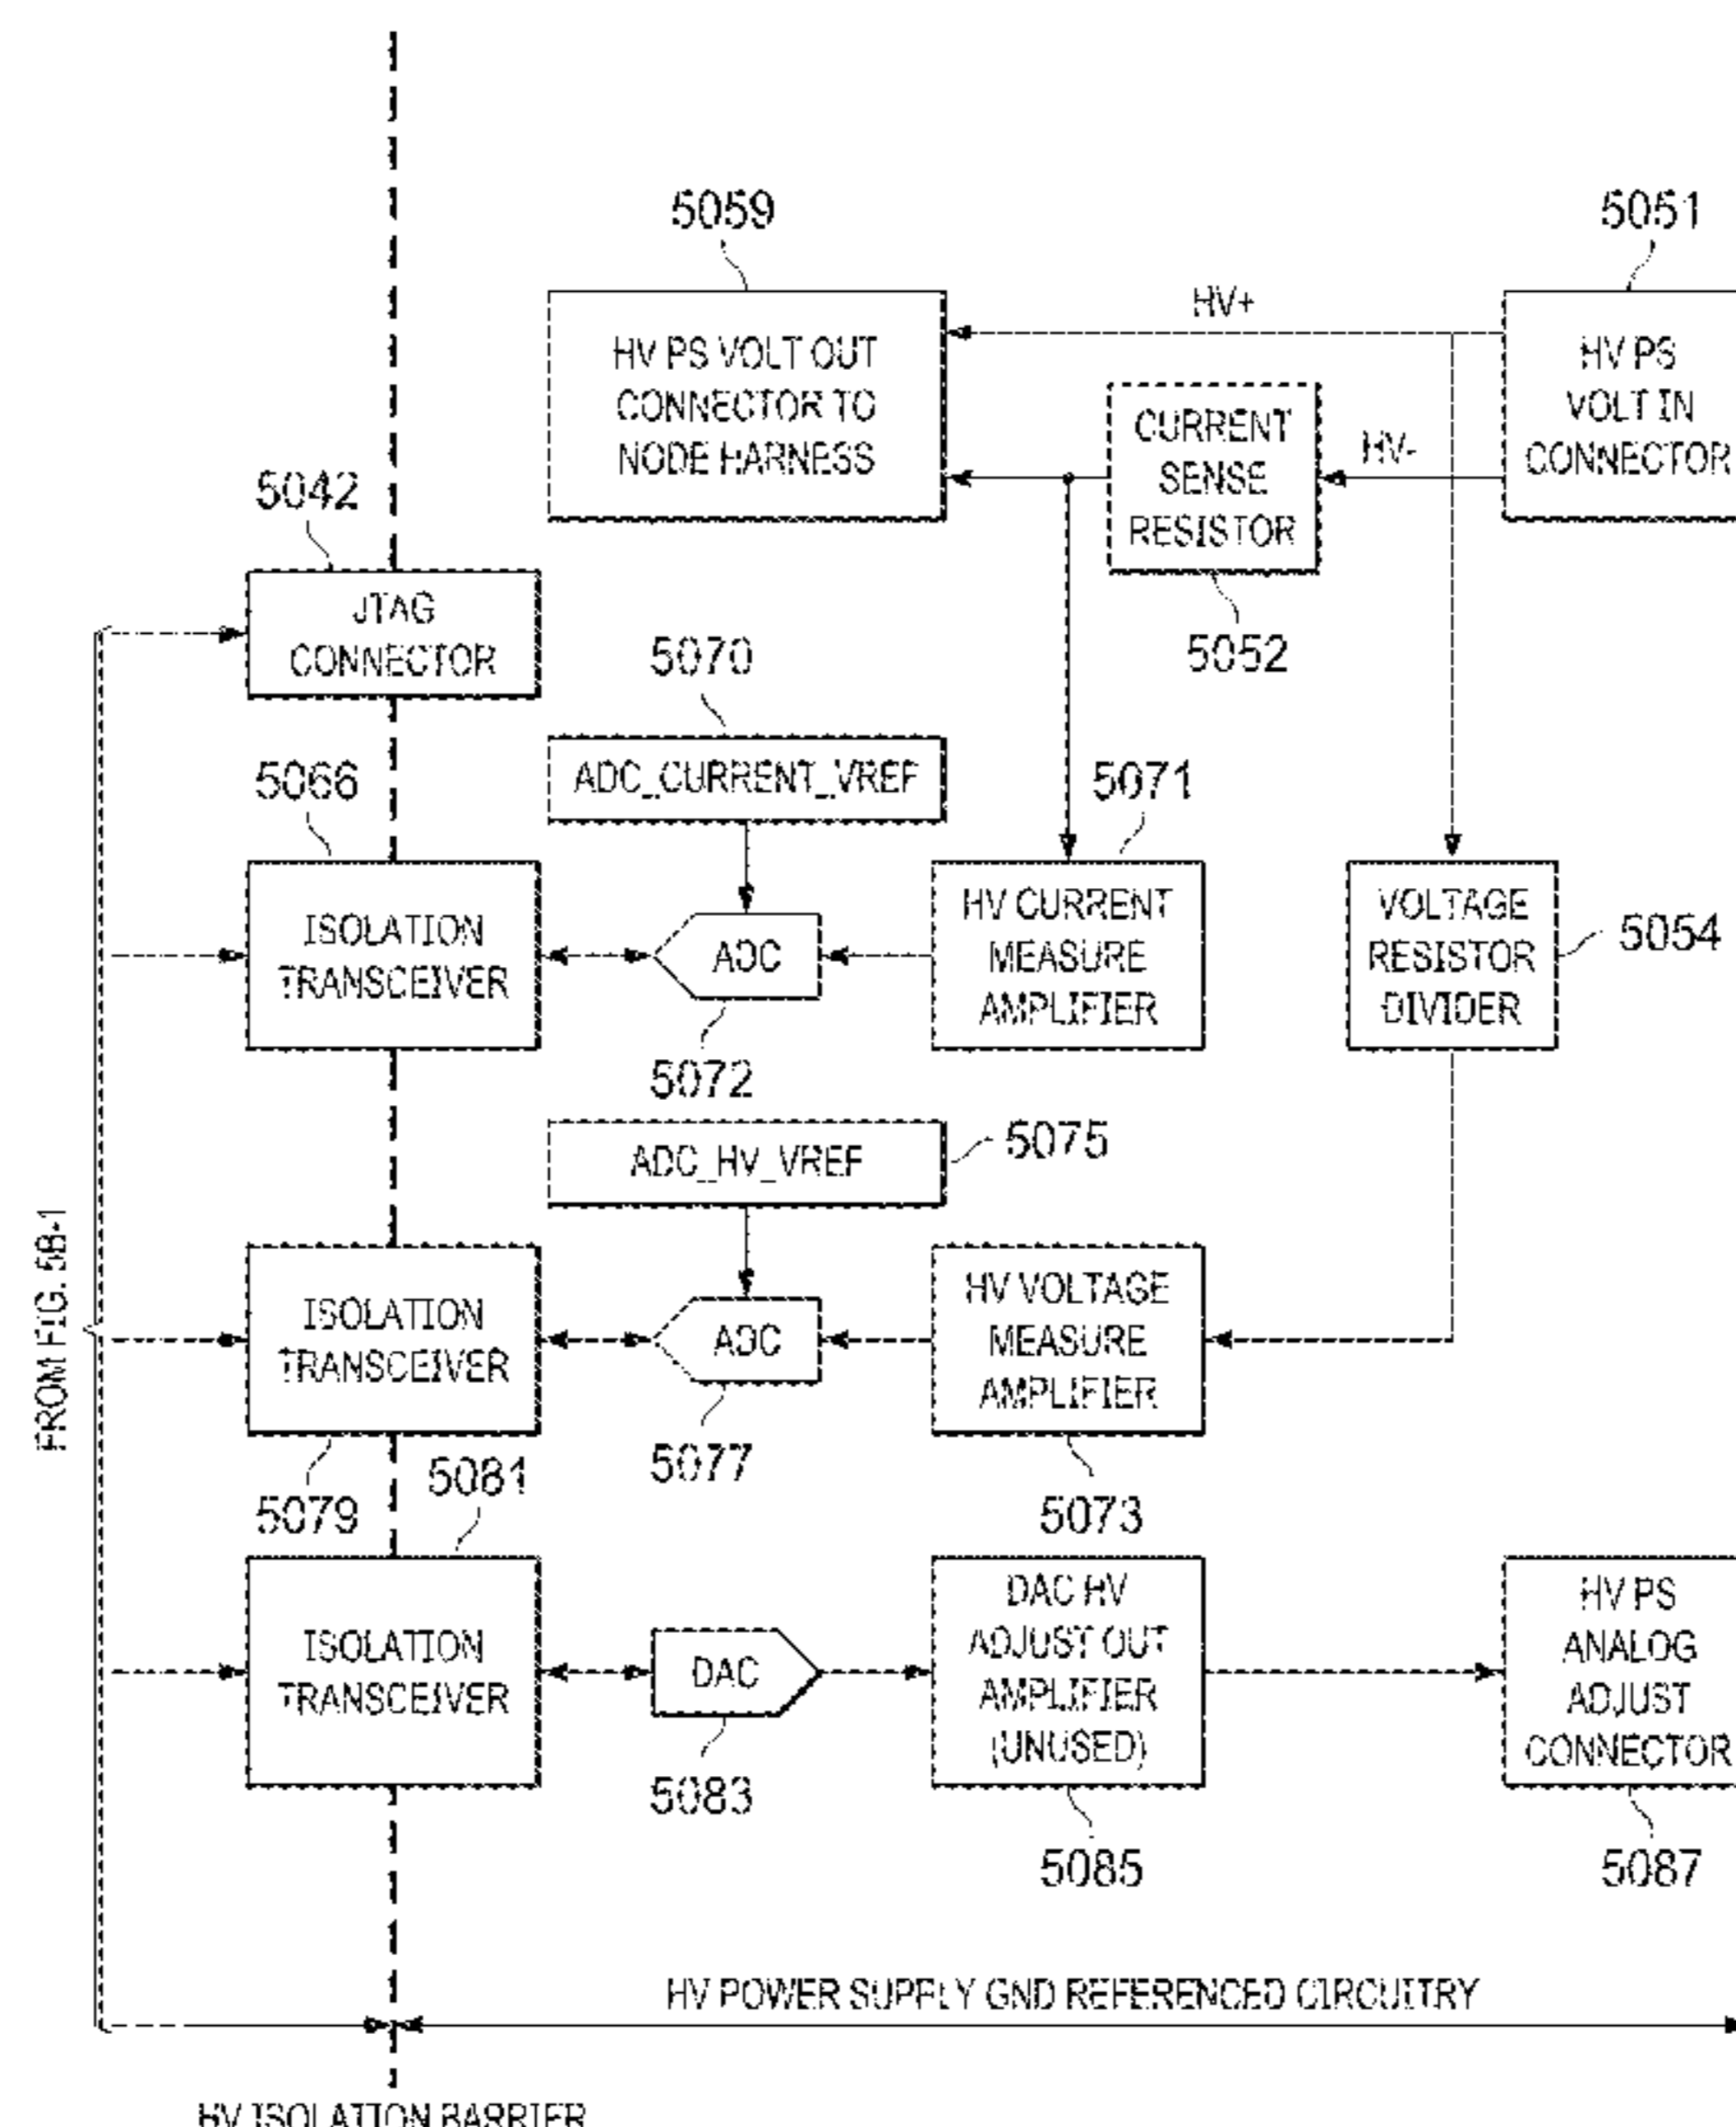 5059
5051
HV+
HV PS VOLT OUT
CONNECTOR TO
NODE HARNESS
HV PS
VOLT IN
CONNECTOR
CURRENT
SENSE
RESISTOR
HV-
5042
5052
JTAG
CONNECTOR
5070
ADC_CURRENT_VREF
5066
5071
ISOLATION
TRANSCEIVER
ADC
HV CURRENT
MEASURE
AMPLIFIER
VOLTAGE
RESISTOR
DIVIDER
5054
5072
ADC_HV_VREF
5075
FROM FIG. 5B-1
ISOLATION
TRANSCEIVER
ADC
HV VOLTAGE
MEASURE
AMPLIFIER
5077
5073
5079
5081
ISOLATION
TRANSCEIVER
DAC
DAC HV
ADJUST OUT
AMPLIFIER
(UNUSED)
HV PS
ANALOG
ADJUST
CONNECTOR
5083
5085
5087
HV POWER SUPPLY GND REFERENCED CIRCUITRY
HV ISOLATION BARRIER